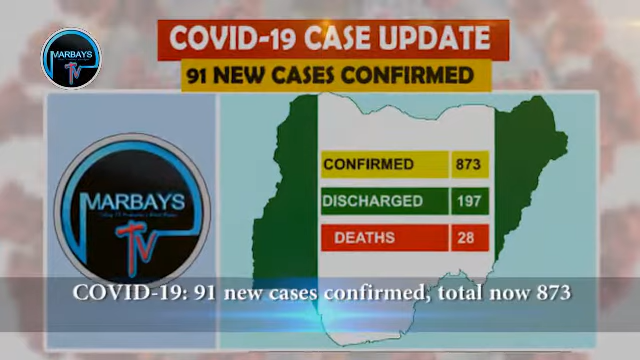 MARBAYS
TV
COVID-19 CASE UPDATE
91 NEW CASES CONFIRMED
MARBAYS
TV
CONFIRMED 873
DISCHARGED 197
DEATHS 28
COVID-19: 91 new cases confirmed, total now 873